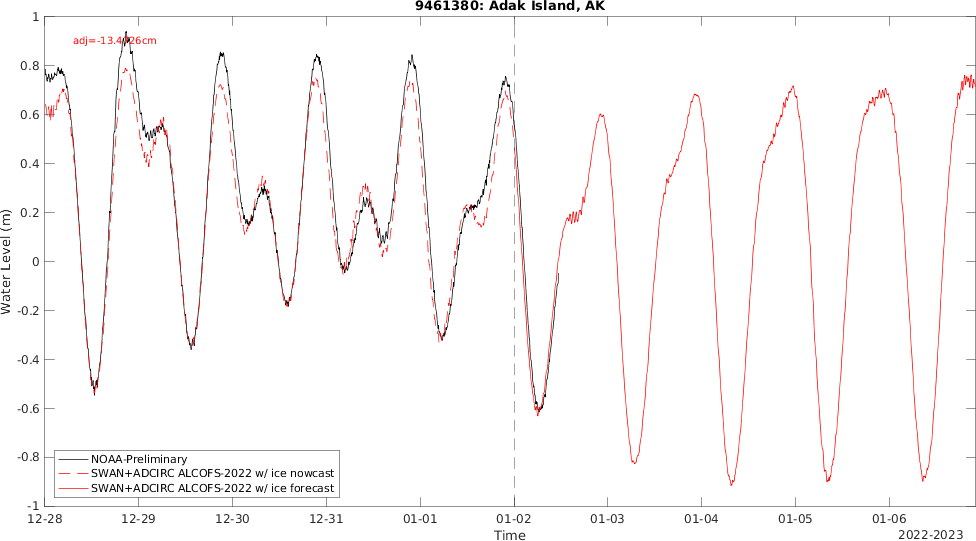 9461380: Adak Island, AK
1
0.8
0.6
0.4
0.2
0
-0.2
-0.4
-0.6
-0.8
-1
Water Level (m)
NOAA-Preliminary
SWAN+ADCIRC ALCOFS-2022 w/ ice nowcast
SWAN+ADCIRC ALCOFS-2022 w/ ice forecast
12-28 12-29 12-30 12-31 01-01 01-02 01-03 01-04 01-05 01-06
Time
2022-2023